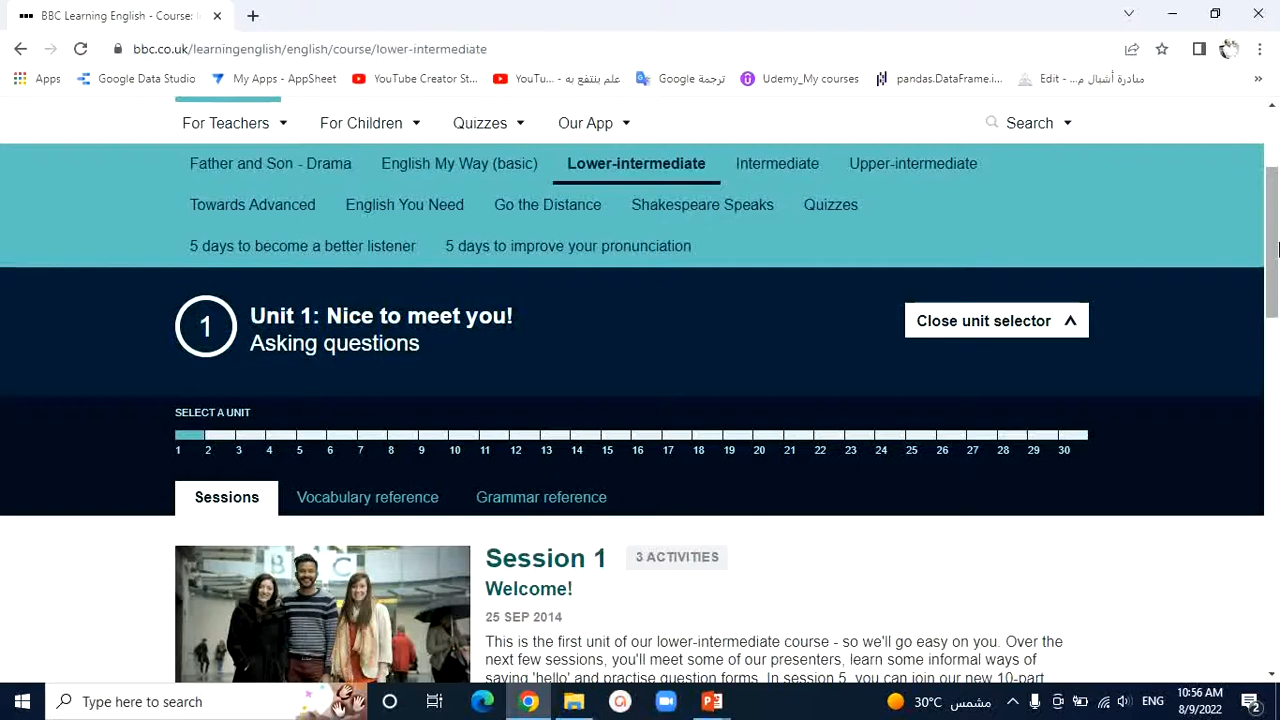 BBC Learning English - Course: l
bbc.co.uk/learningenglish/english/course/lower-intermediate
Apps Google Data Studio My Apps - AppSheet YouTube Creator St... YouTu... - علم ينتفع به ترجمة Google Udemy_My courses pandas.DataFrame.i... Edit - ...مبادرة أشبال م
For Teachers For Children Quizzes Our App Search
Father and Son - Drama English My Way (basic) Lower-intermediate Intermediate Upper-intermediate
Towards Advanced English You Need Go the Distance Shakespeare Speaks Quizzes
5 days to become a better listener 5 days to improve your pronunciation
1 Unit 1: Nice to meet you!
Asking questions
Close unit selector
SELECT A UNIT
1 2 3 4 5 6 7 8 9 10 11 12 13 14 15 16 17 18 19 20 21 22 23 24 25 26 27 28 29 30
Sessions Vocabulary reference Grammar reference
B B C
Session 1 3 ACTIVITIES
Welcome!
25 SEP 2014
This is the first unit of our lower-intermediate course - so we'll go easy on you. Over the
next few sessions, you'll meet some of our presenters, learn some informal ways of
saying 'hello' and practise question forms. In session 5, you can join our new 10-part
Type here to search
30°C مشمس
ENG
10:56 AM
8/9/2022
2